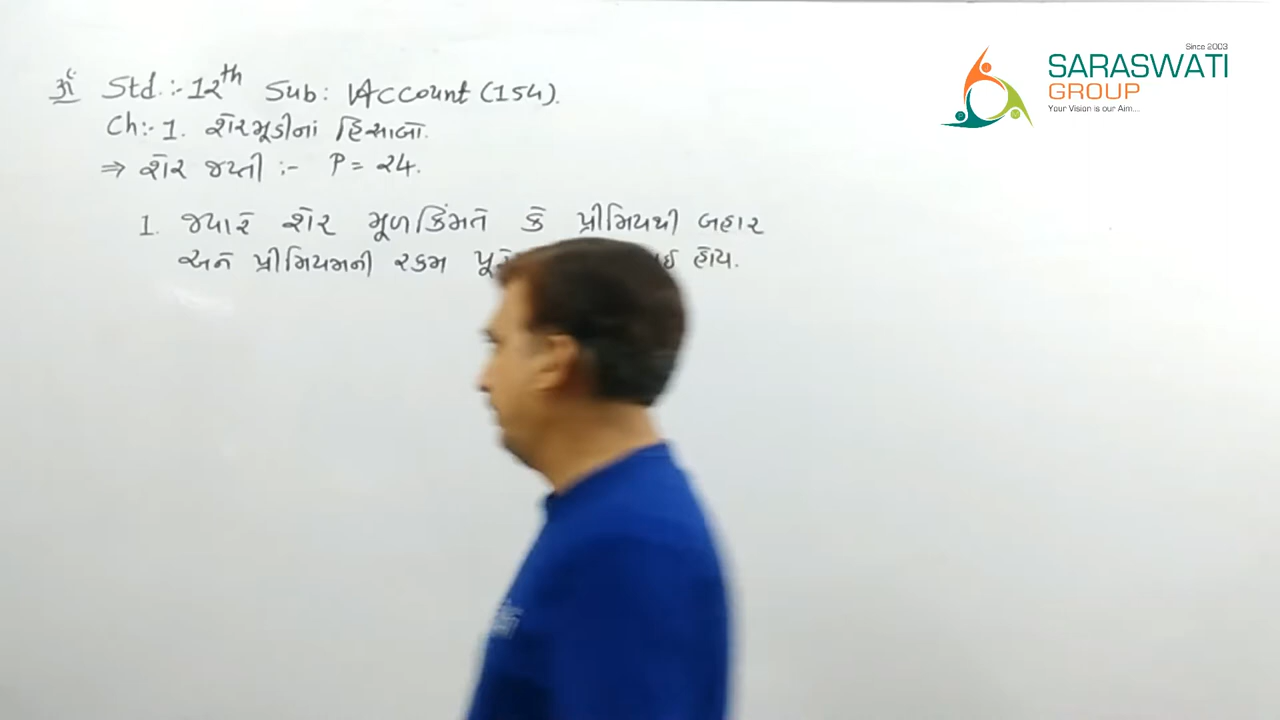 ૐ Std.:- 12th Sub: Account (154).
Ch:- 1. શેરમૂડીના હિસાબો.
⇒ શેર જપ્તી :- P = 24.
1. જ્યારે શેર મૂળકિંમતે કે પ્રીમિયમથી બહાર
અને પ્રીમિયમની રકમ હોય.
Since 2003
SARASWATI
GROUP
Your Vision is our Aim...